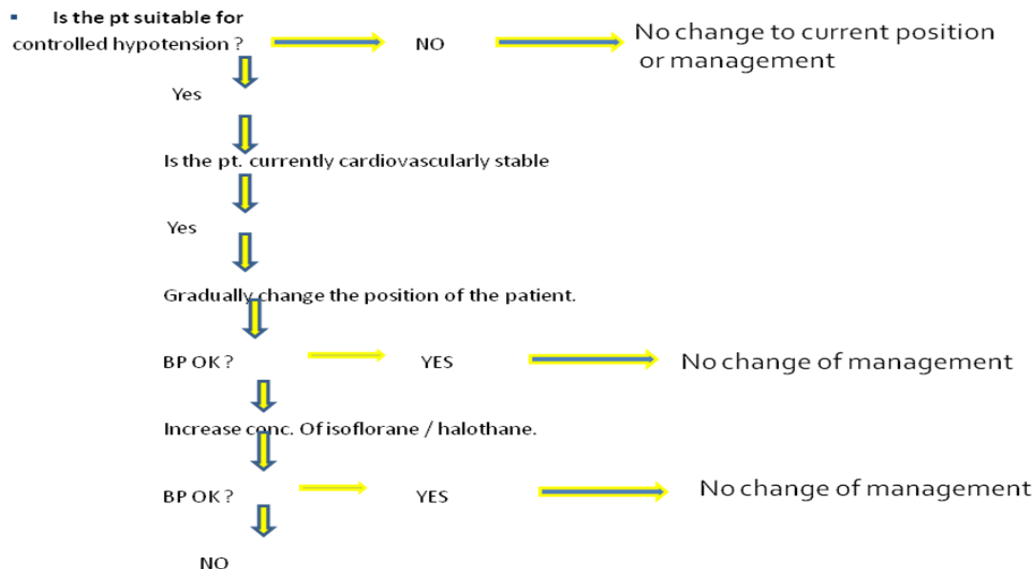 ▪ Is the pt suitable for
controlled hypotension ?
NO
No change to current position
or management
Yes
Is the pt. currently cardiovascularly stable
Yes
Gradually change the position of the patient.
BP OK ?
YES
No change of management
Increase conc. Of isoflorane / halothane.
BP OK ?
YES
No change of management
NO